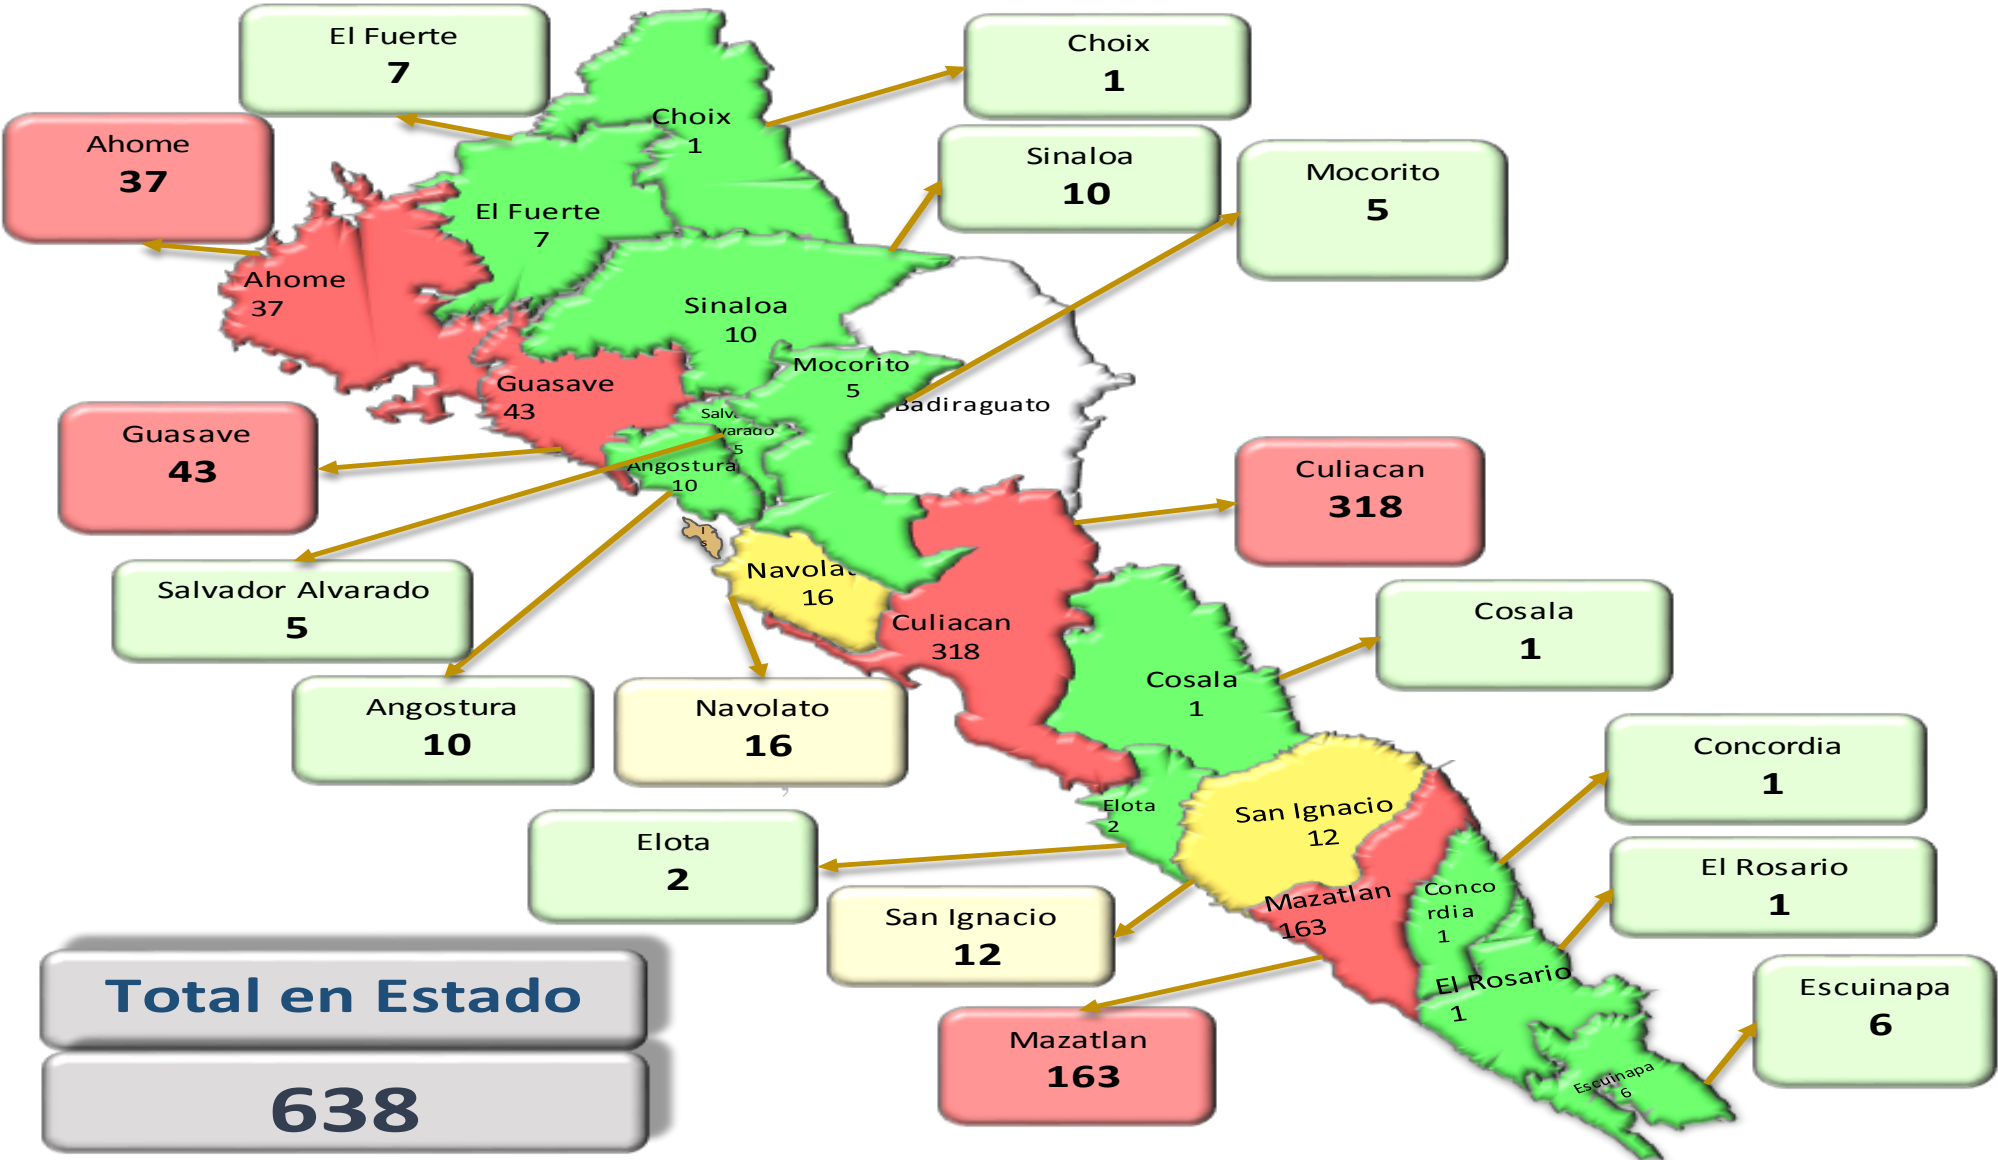 El Fuerte
7
Choix
1
Ahome
37
Sinaloa
10
Mocorito
5
Choix
1
El Fuerte
7
Ahome
37
Sinaloa
10
Mocorito
5
Guasave
43
Badiraguato
Guasave
43
5
Angostura
10
Culiacan
318
Salvador Alvarado
5
Navolat
16
Culiacan
318
Cosala
1
Cosala
1
Angostura
10
Navolato
16
Concordia
1
Elota
2
San Ignacio
12
Elota
2
El Rosario
1
San Ignacio
12
Mazatlan
163
Conco
rdia
1
Total en Estado
638
El Rosario
1
Escuinapa
6
Mazatlan
163
Escuinapa
6